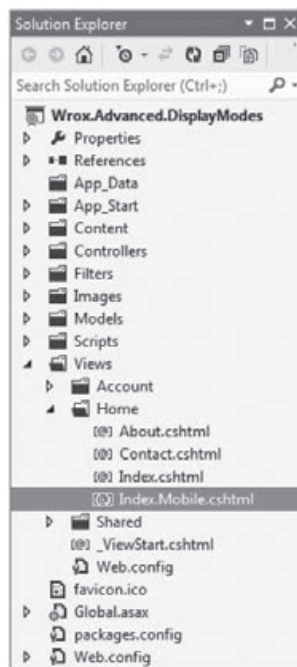 Solution Explorer
Search Solution Explorer (Ctrl+;)
Wrox.Advanced.DisplayModes
Properties
References
App_Data
App_Start
Content
Controllers
Filters
Images
Models
Scripts
Views
Account
Home
About.cshtml
Contact.cshtml
Index.cshtml
Index.Mobile.cshtml
Shared
_ViewStart.cshtml
Web.config
favicon.ico
Global.asax
packages.config
Web.config